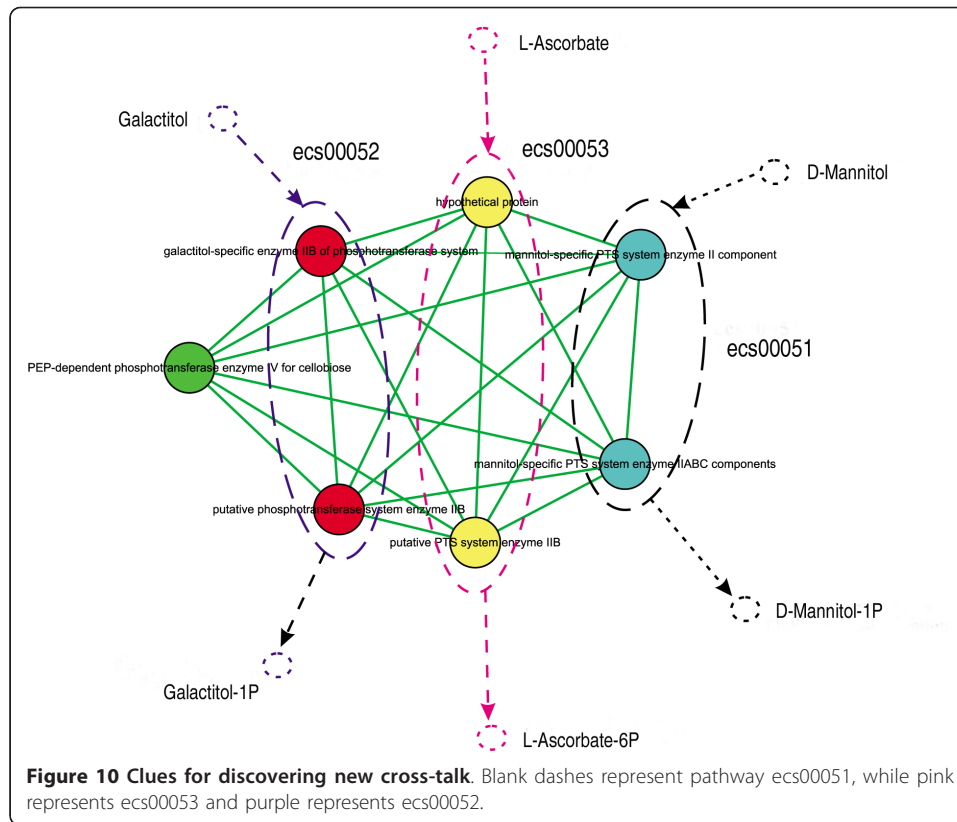 L-Ascorbate
Galactitol
ecs00052
ecs00053
D-Mannitol
hypothetical protein
galactitol-specific enzyme IIB of phosphotransferase system
mannitol-specific PTS system enzyme II component
ecs00051
PEP-dependent phosphotransferase enzyme IV for cellobiose
mannitol-specific PTS system enzyme IIABC components
putative phosphotransferase system enzyme IIB
putative PTS system enzyme IIB
D-Mannitol-1P
Galactitol-1P
L-Ascorbate-6P
Figure 10 Clues for discovering new cross-talk. Blank dashes represent pathway ecs00051, while pink
represents ecs00053 and purple represents ecs00052.